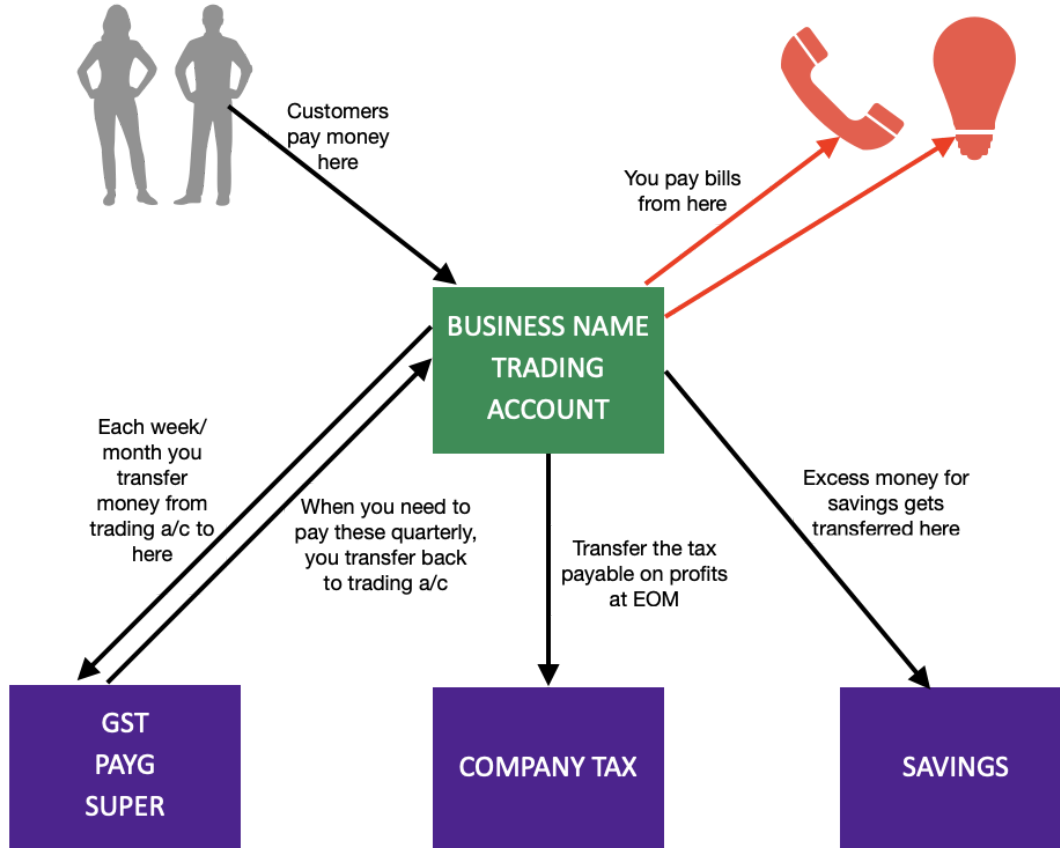 Customers
pay money
here
You pay bills
from here
BUSINESS NAME
TRADING
ACCOUNT
Each week/
month you
transfer
money from
trading a/c to
here
When you need to
pay these quarterly,
you transfer back
to trading a/c
Transfer the tax
payable on profits
at EOM
Excess money for
savings gets
transferred here
GST
PAYG
SUPER
COMPANY TAX
SAVINGS